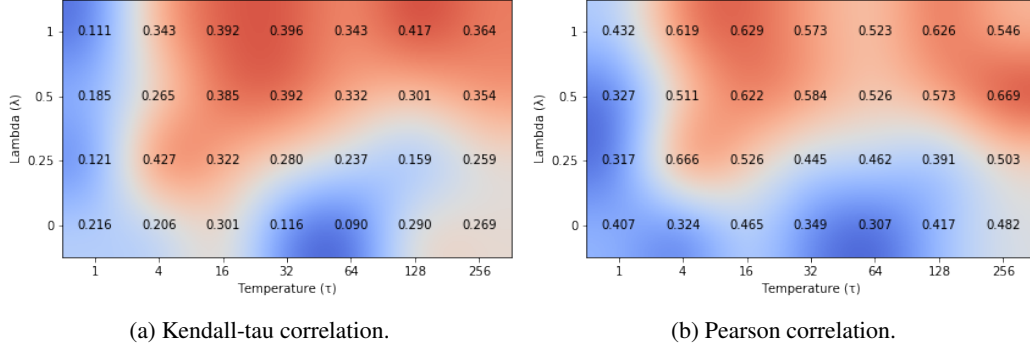 1 0.111 0.343 0.392 0.396 0.343 0.417 0.364
0.5 0.185 0.265 0.385 0.392 0.332 0.301 0.354
0.25 0.121 0.427 0.322 0.280 0.237 0.159 0.259
0 0.216 0.206 0.301 0.116 0.090 0.290 0.269
Lambda (λ)
1 4 16 32 64 128 256
Temperature (τ)
(a) Kendall-tau correlation.
1 0.432 0.619 0.629 0.573 0.523 0.626 0.546
0.5 0.327 0.511 0.622 0.584 0.526 0.573 0.669
0.25 0.317 0.666 0.526 0.445 0.462 0.391 0.503
0 0.407 0.324 0.465 0.349 0.307 0.417 0.482
Lambda (λ)
1 4 16 32 64 128 256
Temperature (τ)
(b) Pearson correlation.